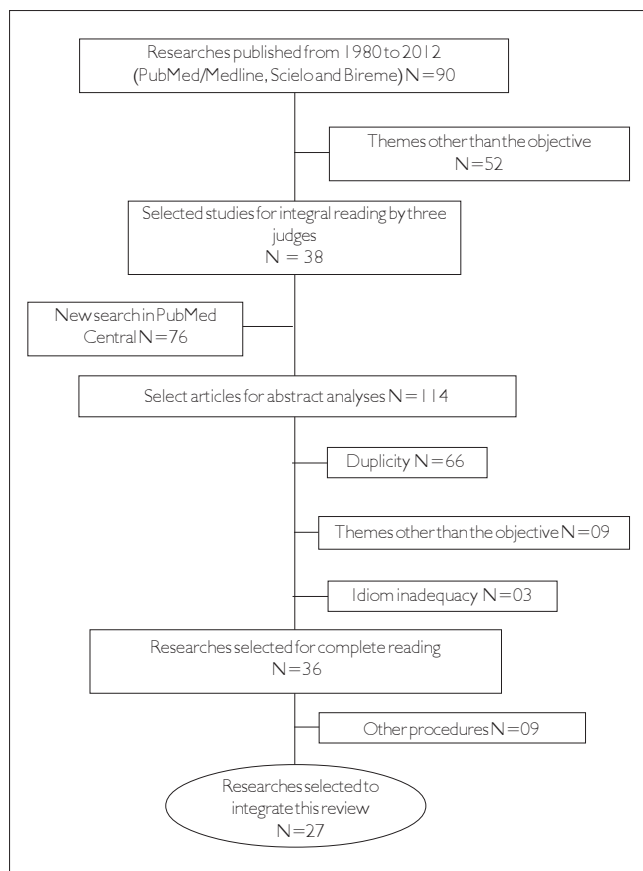 Researches published from 1980 to 2012
(PubMed/Medline, Scielo and Bireme) N=90
Themes other than the objective
N=52
Selected studies for integral reading by three
judges
N = 38
New search in PubMed
Central N=76
Select articles for abstract analyses N=114
Duplicity N=66
Themes other than the objective N=09
Idiom inadequacy N=03
Researches selected for complete reading
N=36
Other procedures N=09
Researches selected to
integrate this review
N=27